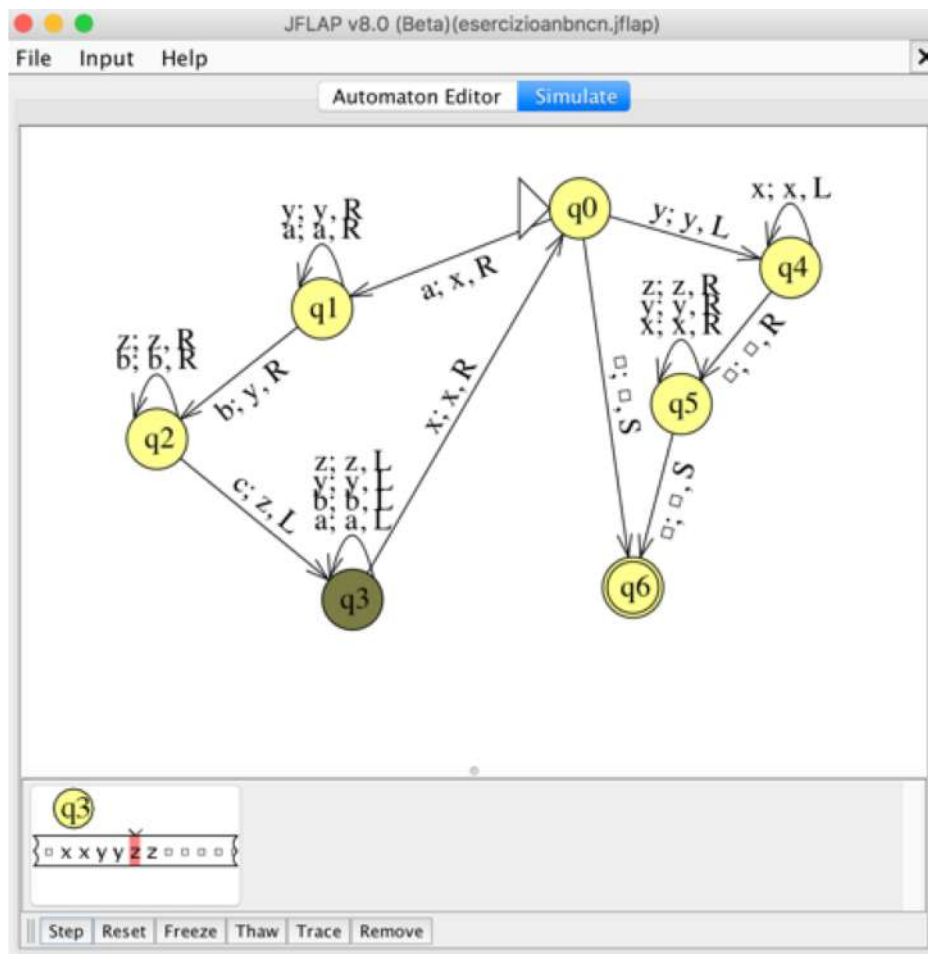 JFLAP v8.0 (Beta)(esercizioanbncn.jflap)
File Input Help
Automaton Editor Simulate
x; x, L
q0
y; y, L
q4
y; y, R
a; a, R
a; x, R
q1
z; z, R
y; y, R
x; x, R
□; □, R
q5
z; z, R
b; b, R
b; y, R
q2
x; x, R
□; □, S
□; □, S
c; z, L
z; z, L
y; y, L
b; b, L
a; a, L
q3
q6
q3
□ x x y y z z □ □ □ □
Step Reset Freeze Thaw Trace Remove